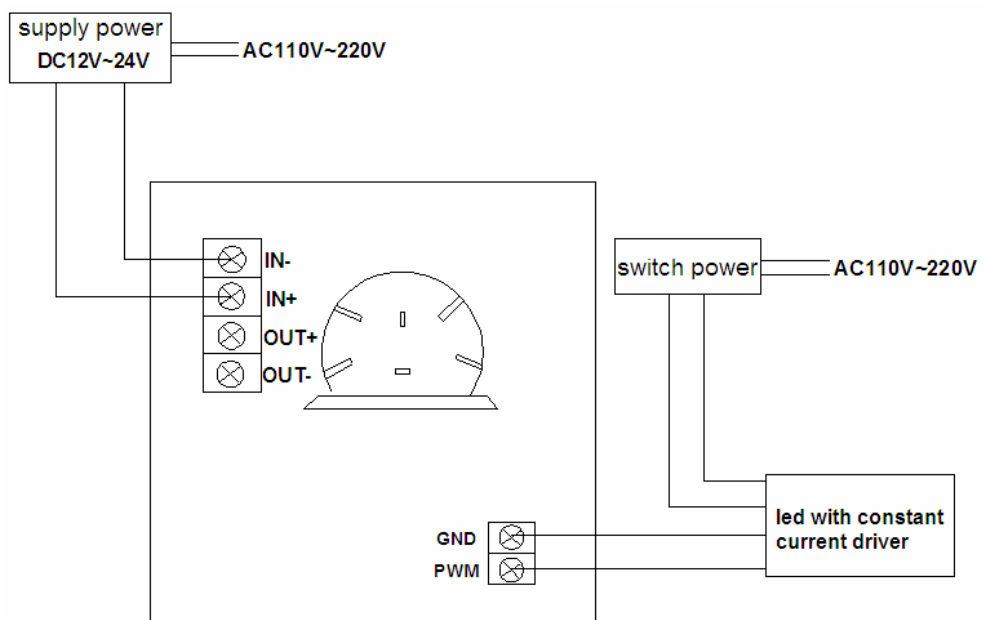 supply power
DC12V~24V
AC110V~220V
IN-
IN+
OUT+
OUT-
switch power
AC110V~220V
led with constant
current driver
GND
PWM